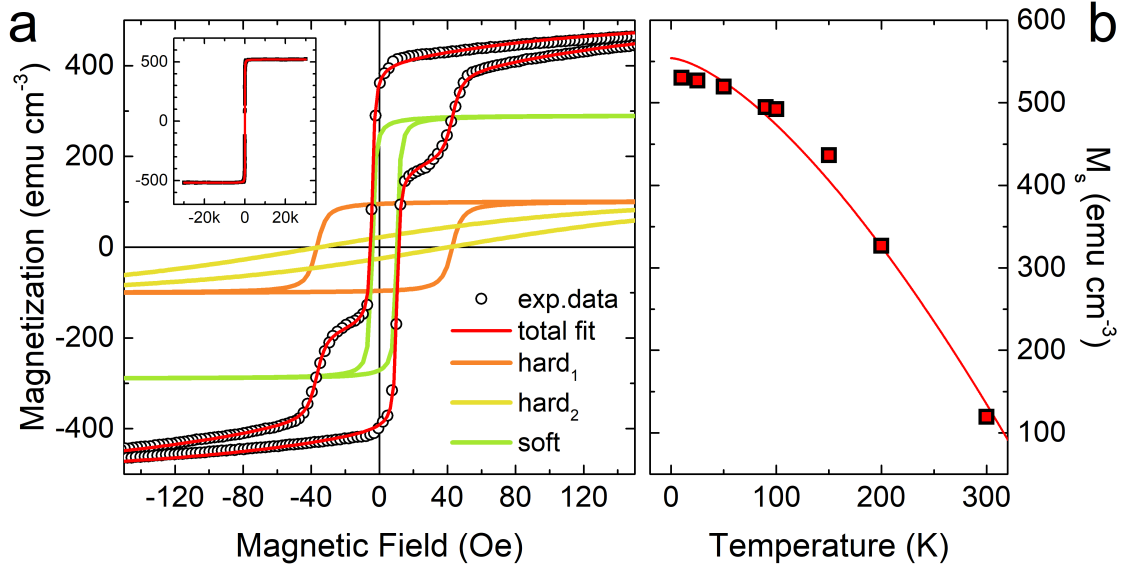 a
b
Magnetization (emu cm-3)
400
200
0
-200
-400
500
0
-500
-20k 0 20k
exp.data
total fit
hard1
hard2
soft
-120 -80 -40 0 40 80 120
Magnetic Field (Oe)
600
500
400
300
200
100
Ms (emu cm-3)
0 100 200 300
Temperature (K)